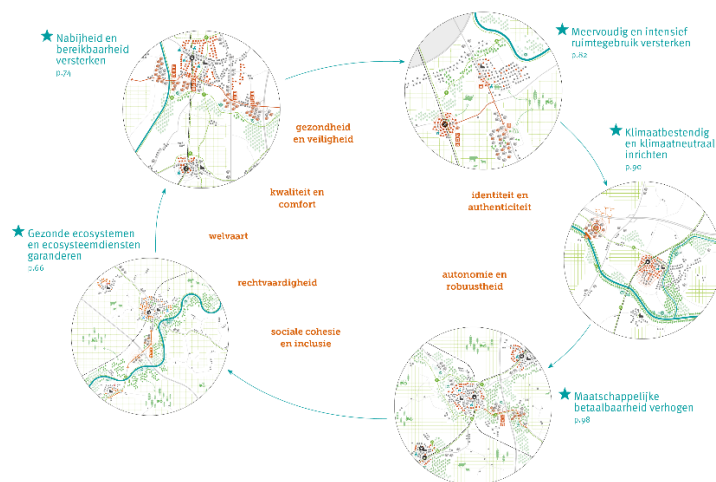 Nabijheid en
bereikbaarheid
versterken
p.74
Meervoudig en intensief
ruimtegebruik versterken
p.82
Klimaatbestendig
en klimaatneutraal
inrichten
p.90
gezondheid
en veiligheid
kwaliteit en
comfort
identiteit en
authenticiteit
welvaart
Gezonde ecosystemen
en ecosysteemdiensten
garanderen
p.66
rechtvaardigheid
autonomie en
robuustheid
sociale cohesie
en inclusie
Maatschappelijke
betaalbaarheid verhogen
p.98